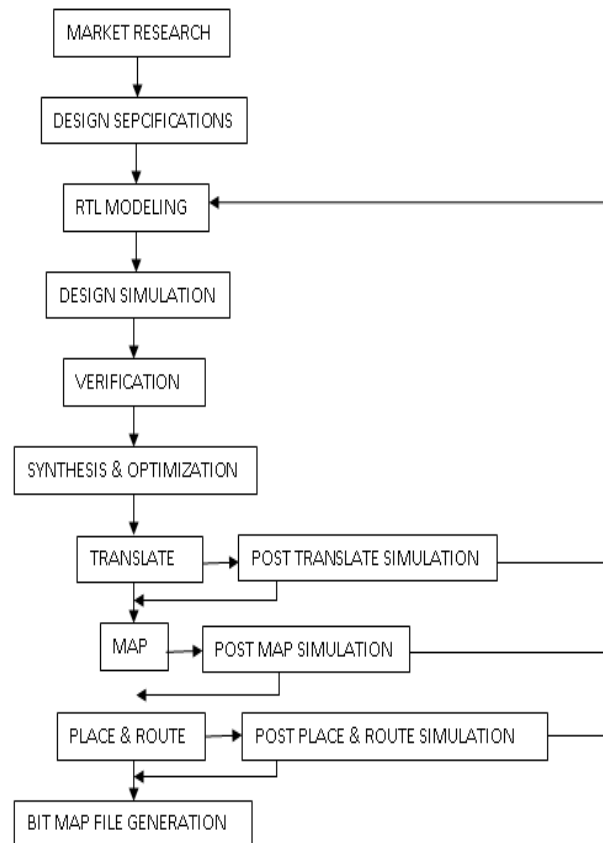 MARKET RESEARCH
DESIGN SEPCIFICATIONS
RTL MODELING
DESIGN SIMULATION
VERIFICATION
SYNTHESIS & OPTIMIZATION
TRANSLATE
POST TRANSLATE SIMULATION
MAP
POST MAP SIMULATION
PLACE & ROUTE
POST PLACE & ROUTE SIMULATION
BIT MAP FILE GENERATION